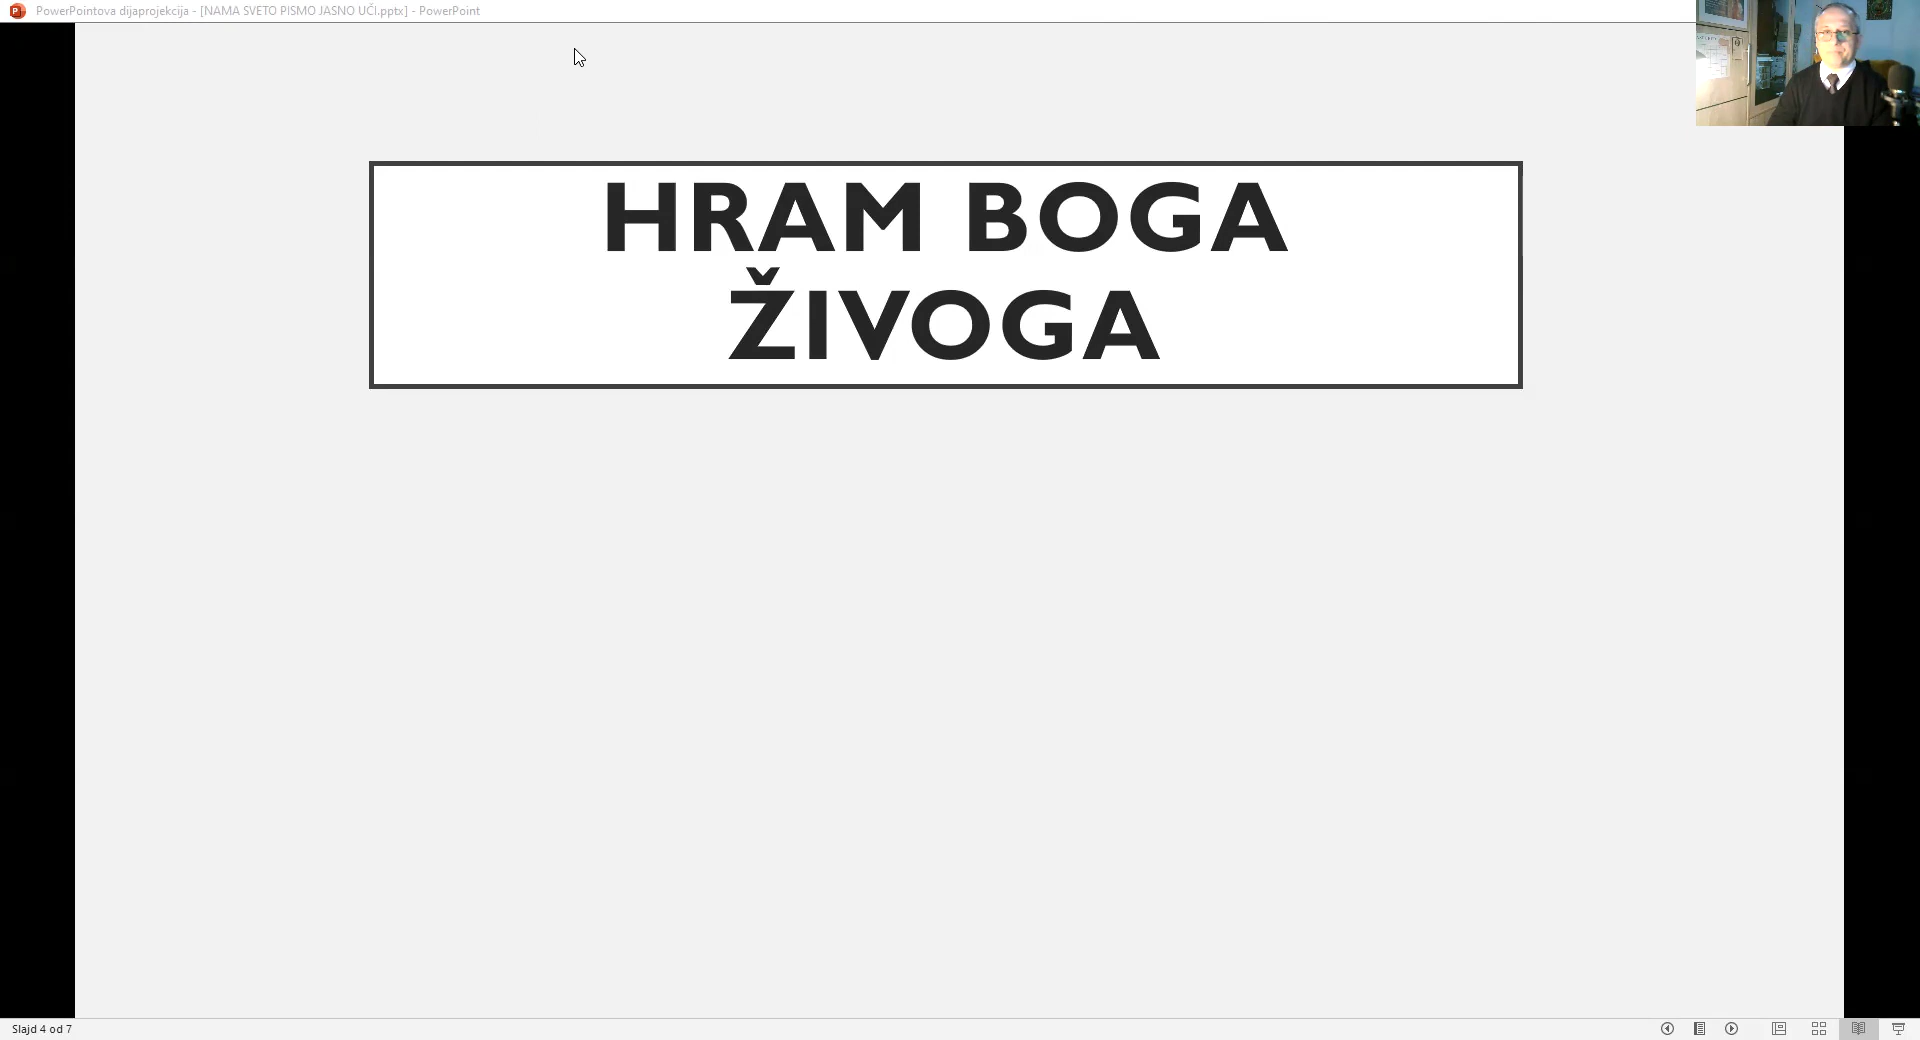 PowerPointova dijaprojekcija - [NAMA SVETO PISMO JASNO UČI.pptx] - PowerPoint
HRAM BOGA
ŽIVOGA
Slajd 4 od 7